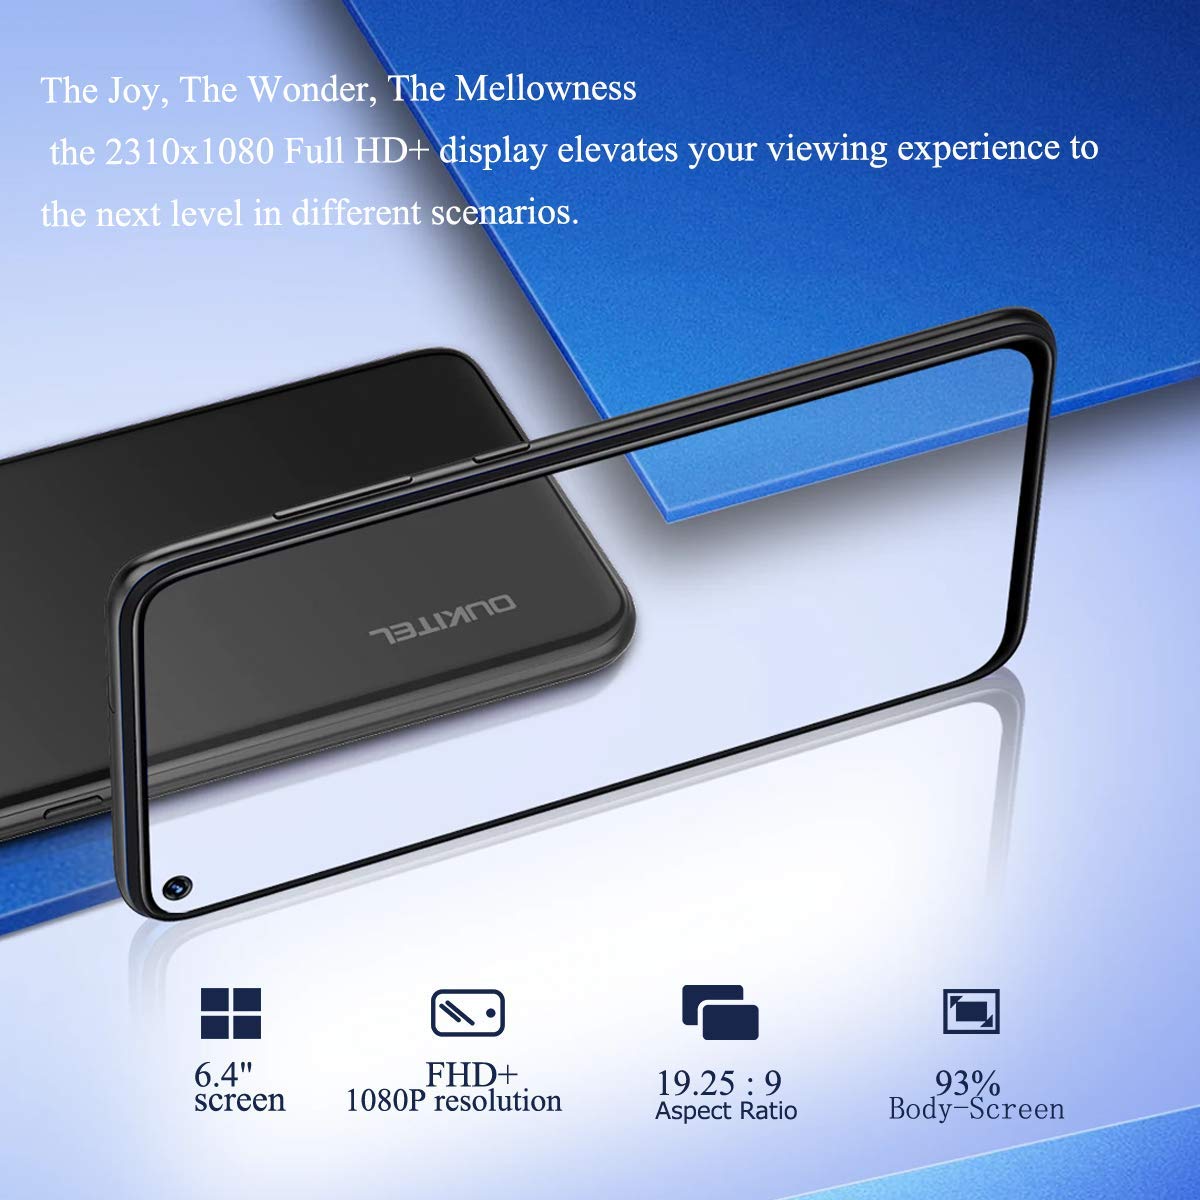 The Joy, The Wonder, The Mellowness
the 2310x1080 Full HD+ display elevates your viewing experience to
the next level in different scenarios.
OUKITEL
6.4"
screen
FHD+
1080P resolution
19.25 : 9
Aspect Ratio
93%
Body-Screen